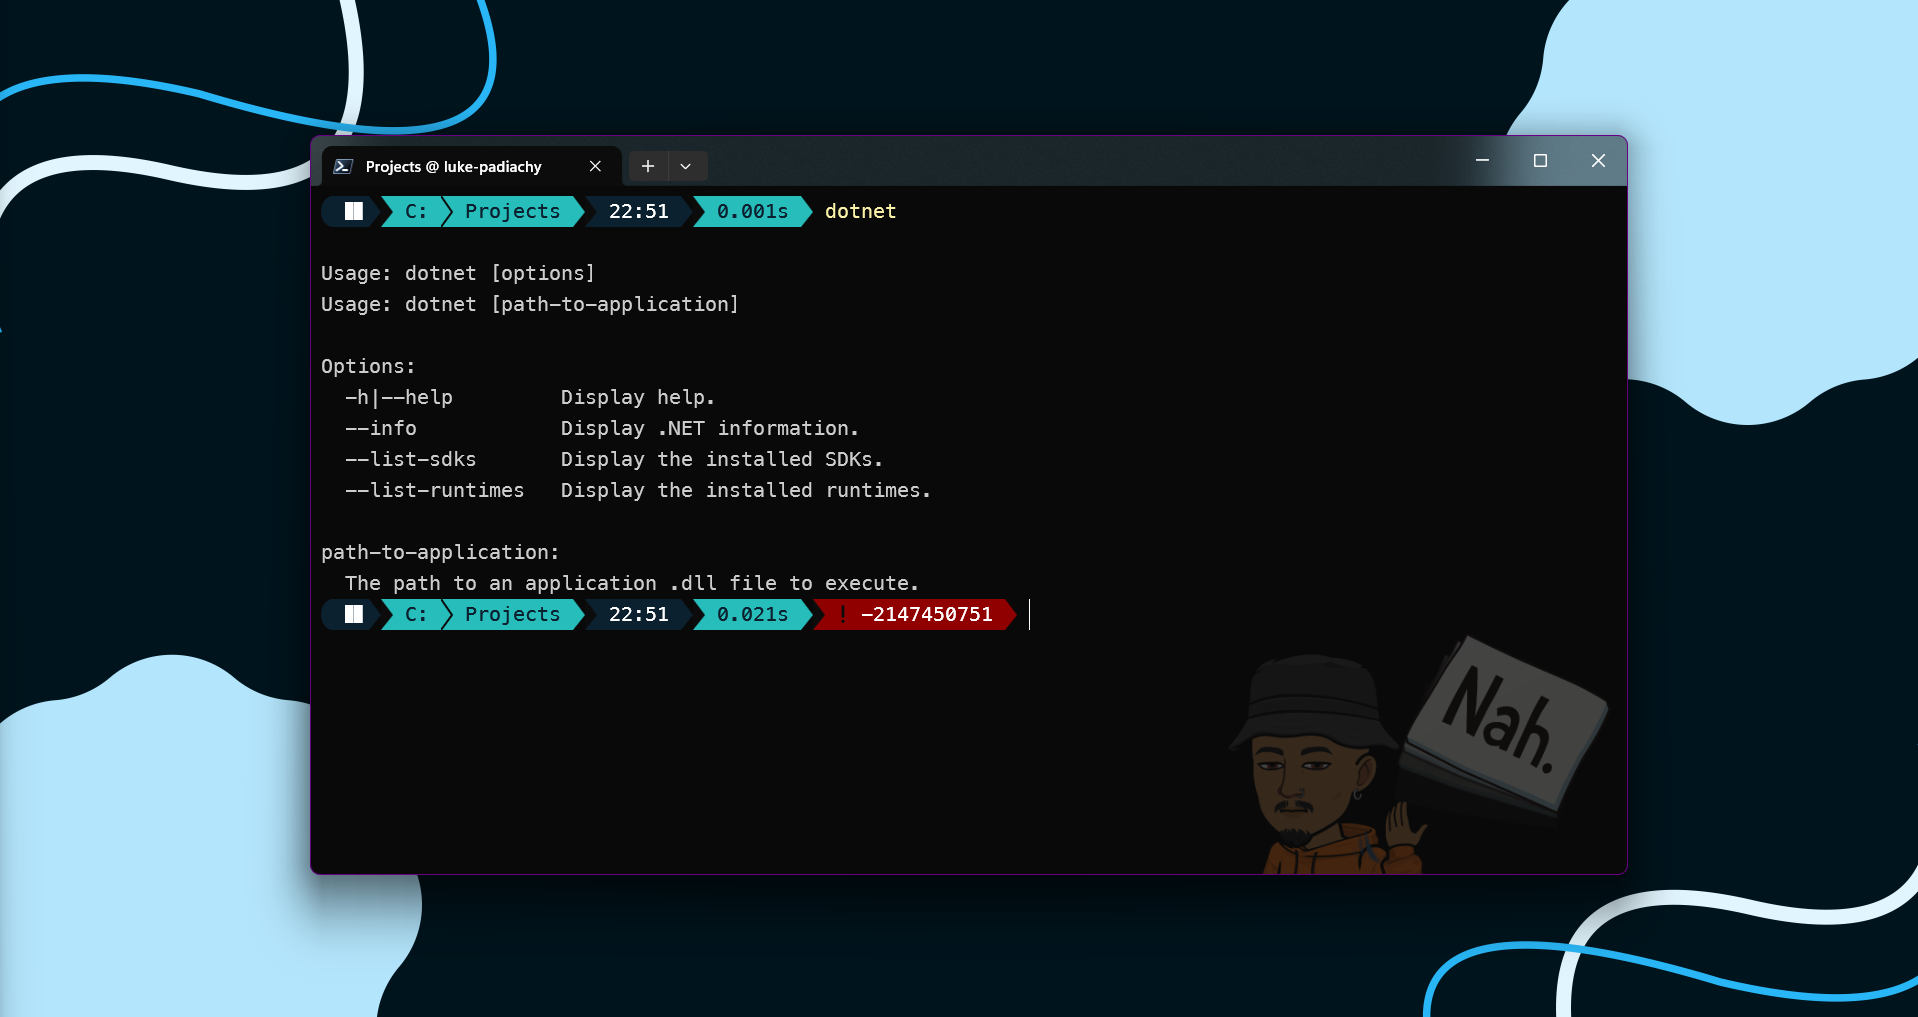 Projects @ luke-padiachy
C: Projects 22:51 0.001s dotnet
Usage: dotnet [options]
Usage: dotnet [path-to-application]
Options:
-h|--help Display help.
--info Display .NET information.
--list-sdks Display the installed SDKs.
--list-runtimes Display the installed runtimes.
path-to-application:
The path to an application .dll file to execute.
C: Projects 22:51 0.021s ! -2147450751
Nah.